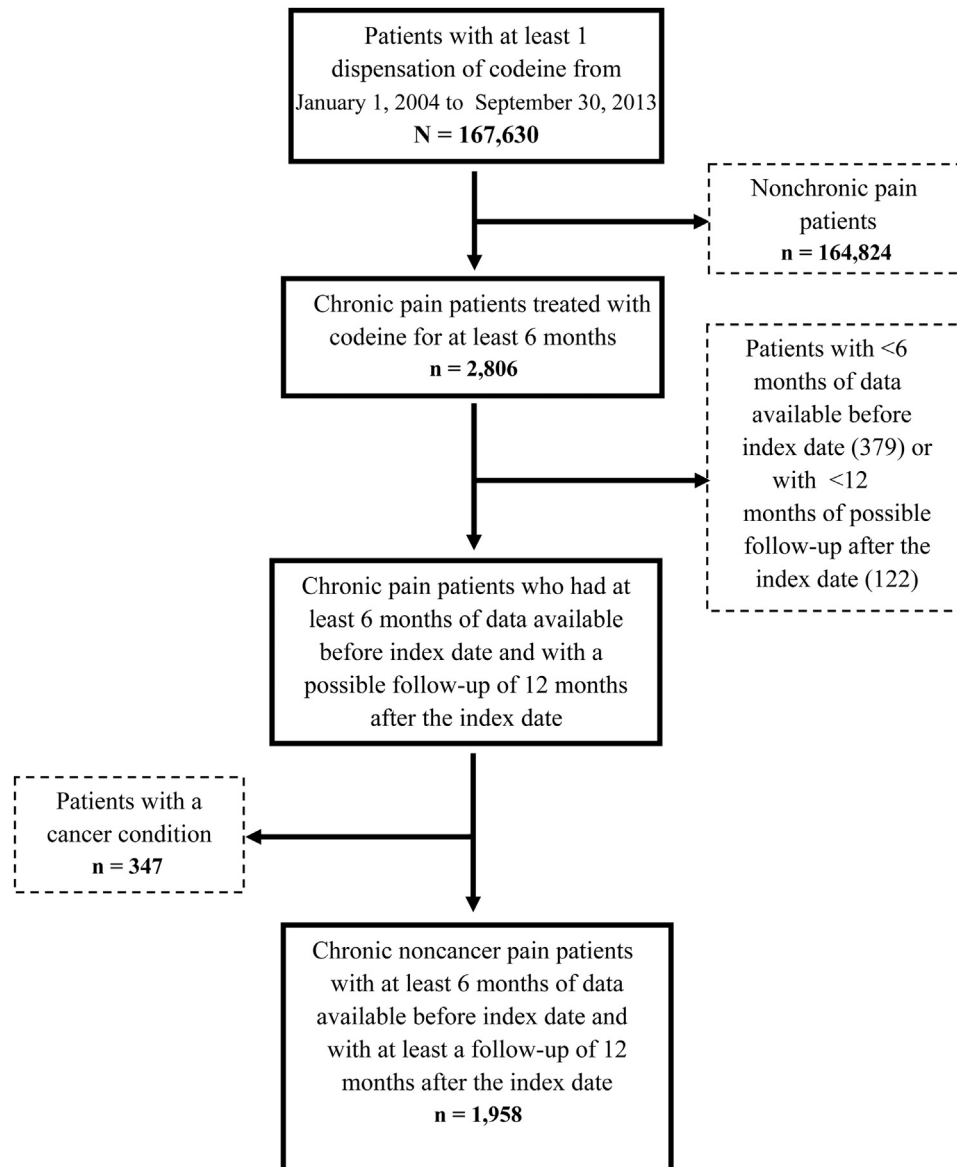 Patients with at least 1
dispensation of codeine from
January 1, 2004 to September 30, 2013
N = 167,630
Nonchronic pain
patients
n = 164,824
Chronic pain patients treated with
codeine for at least 6 months
n = 2,806
Patients with <6
months of data
available before
index date (379) or
with <12
months of possible
follow-up after the
index date (122)
Chronic pain patients who had at
least 6 months of data available
before index date and with a
possible follow-up of 12 months
after the index date
Patients with a
cancer condition
n = 347
Chronic noncancer pain patients
with at least 6 months of data
available before index date and
with at least a follow-up of 12
months after the index date
n = 1,958